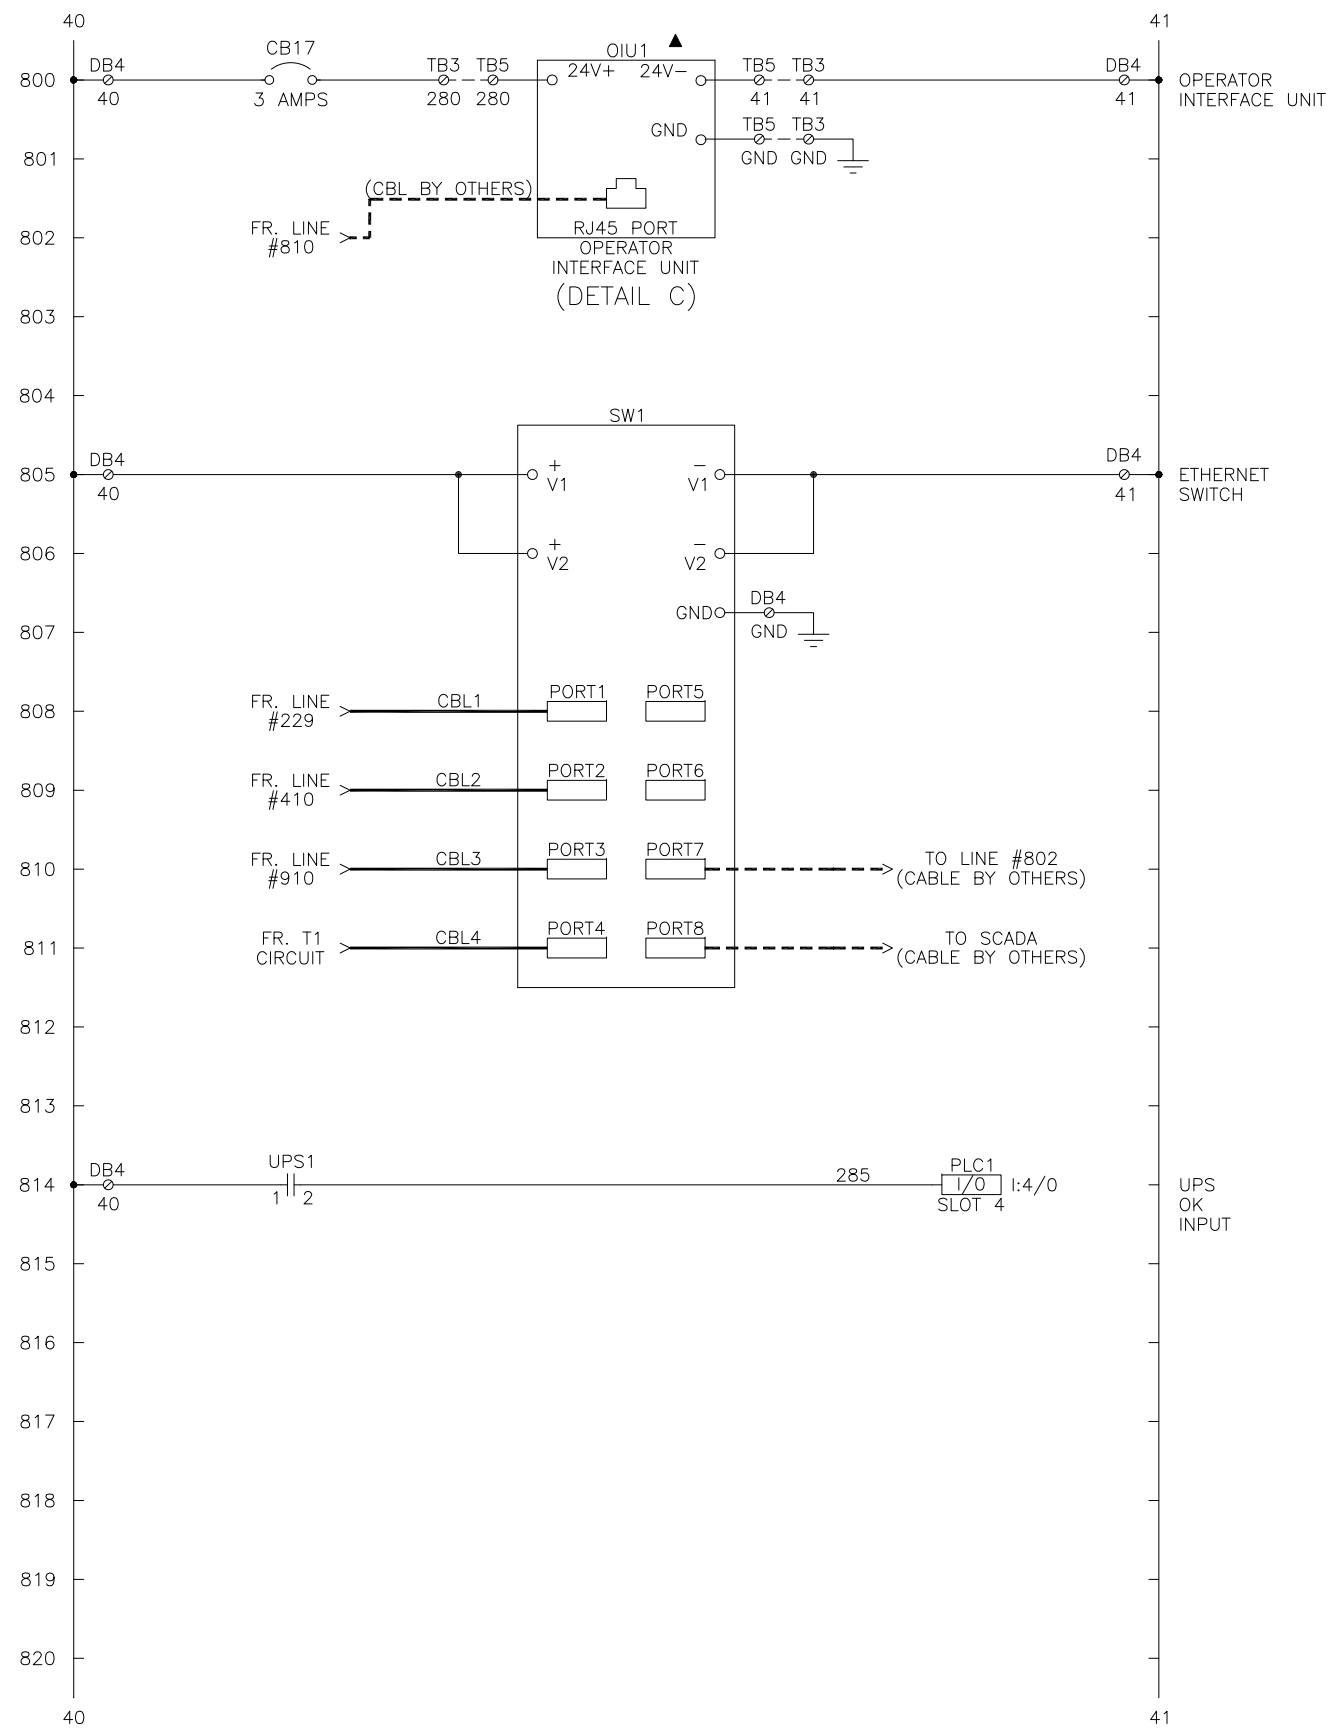 40 41
CB17
OIU1
DB4 TB3 TB5 24V+ 24V- TB5 TB3 DB4
800 OPERATOR
40 3 AMPS 280 280 41 41 41 INTERFACE UNIT
GND TB5 TB3
801 GND GND
(CBL BY OTHERS)
FR. LINE RJ45 PORT
802
#810 OPERATOR
INTERFACE UNIT
(DETAIL C)
803
804
SW1
DB4 + - DB4
805 V1 V1 ETHERNET
40 41 SWITCH
+ -
806
V2 V2
DB4
GND
807 GND
FR. LINE CBL1 PORT1 PORT5
808
#229
FR. LINE CBL2 PORT2 PORT6
809
#410
FR. LINE CBL3 PORT3 PORT7 TO LINE #802
810
#910 (CABLE BY OTHERS)
FR. T1 CBL4 PORT4 PORT8 TO SCADA
811
CIRCUIT (CABLE BY OTHERS)
812
813
UPS1
DB4 285 PLC1
814 I/O I:4/0 UPS
40 1 2 SLOT 4 OK
INPUT
815
816
817
818
819
820
40 41